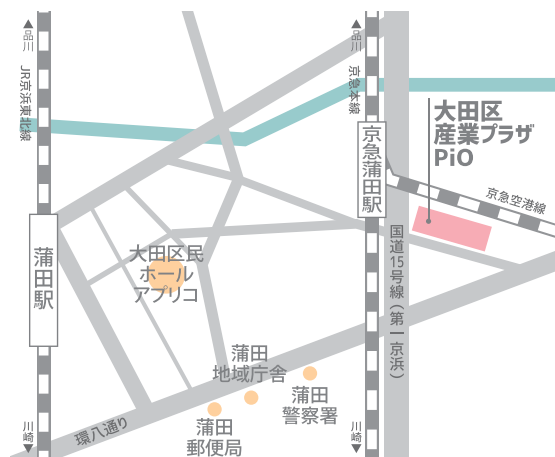 ▲品川
JR京浜東北線
蒲田駅
川崎▼
▲品川
京急本線
京急蒲田駅
川崎▼
大田区
産業プラザ
PiO
京急空港線
国道15号線(第一京浜)
大田区民
ホール
アプリコ
蒲田
地域庁舎
蒲田
警察署
蒲田
郵便局
環八通り